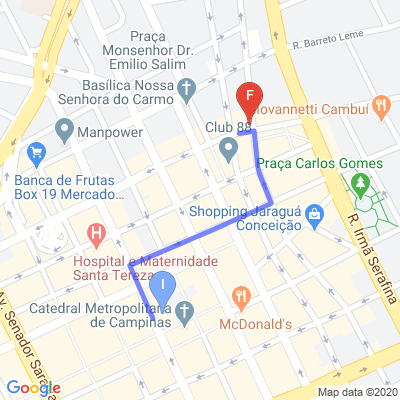 Praça
Monsenhor Dr.
Emilio Salim
R. Barreto Leme
Basílica Nossa
Senhora do Carmo
Manpower
F
Giovannetti Cambuí
Club 88
Banca de Frutas
Box 19 Mercado...
Praça Carlos Gomes
Shopping Jaraguá
Conceição
R. Irmã Serafina
Hospital e Maternidade
Santa Tereza
I
Catedral Metropolitana
de Campinas
McDonald's
Av. Senador Sarai
Google
Map data ©2020